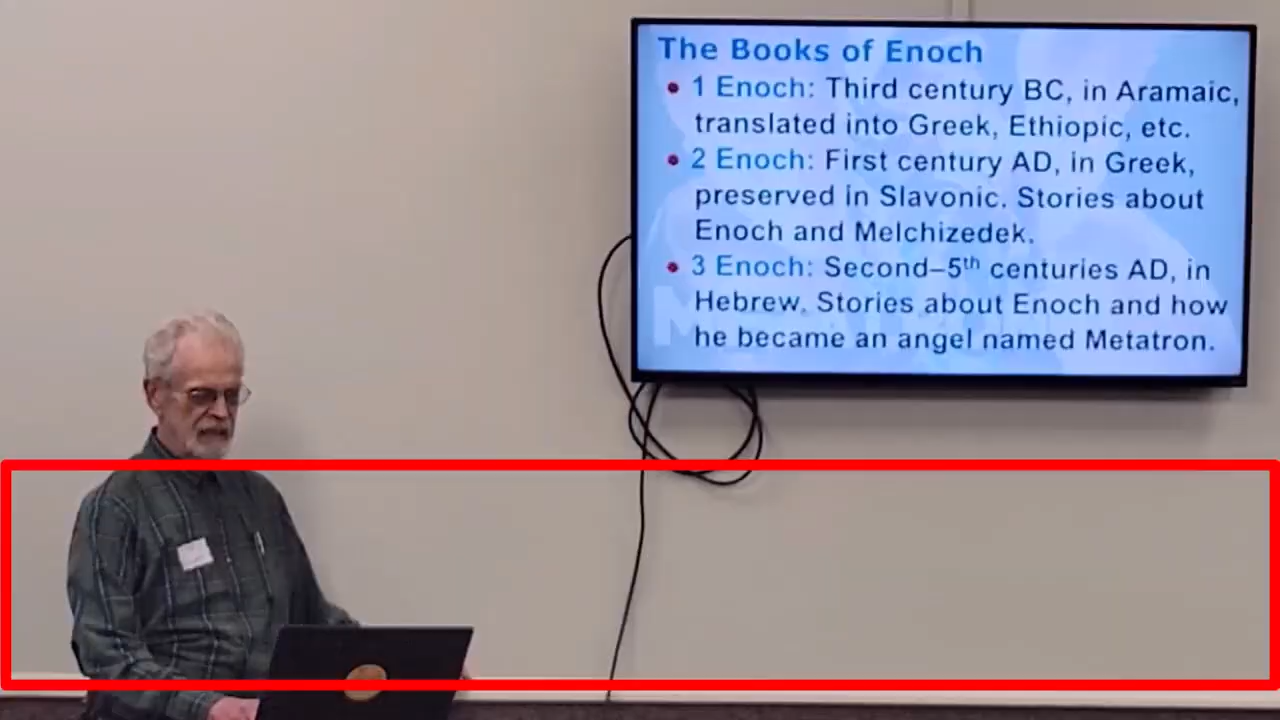 The Books of Enoch
• 1 Enoch: Third century BC, in Aramaic,
translated into Greek, Ethiopic, etc.
• 2 Enoch: First century AD, in Greek,
preserved in Slavonic. Stories about
Enoch and Melchizedek.
• 3 Enoch: Second–5th centuries AD, in
Hebrew. Stories about Enoch and how
he became an angel named Metatron.